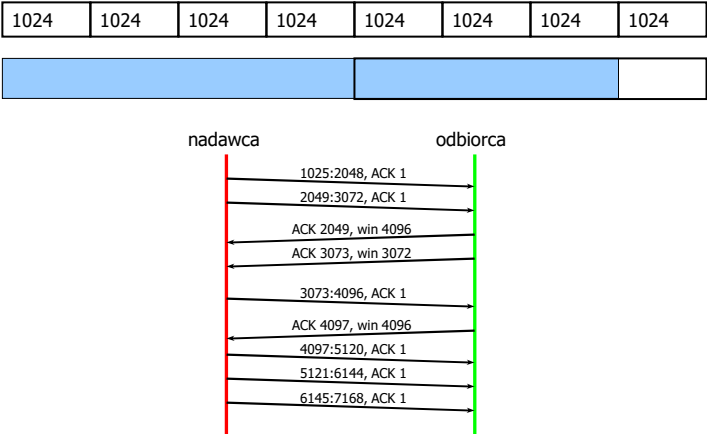 1024 1024 1024 1024 1024 1024 1024 1024
nadawca odbiorca
1025:2048, ACK 1
2049:3072, ACK 1
ACK 2049, win 4096
ACK 3073, win 3072
3073:4096, ACK 1
ACK 4097, win 4096
4097:5120, ACK 1
5121:6144, ACK 1
6145:7168, ACK 1